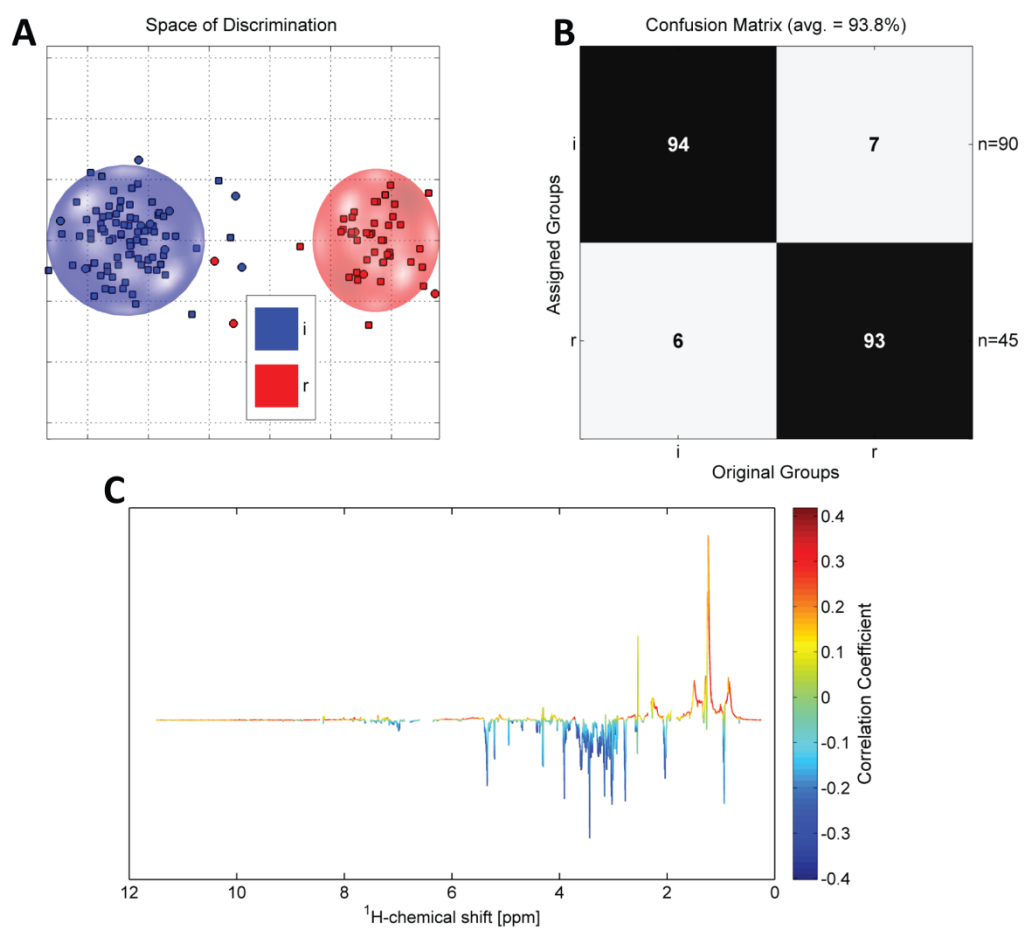 A
Space of Discrimination
i
r
B
Confusion Matrix (avg. = 93.8%)
Assigned Groups
i
94
7
n=90
r
6
93
n=45
i
r
Original Groups
C
0.4
0.3
0.2
0.1
0
-0.1
-0.2
-0.3
-0.4
Correlation Coefficient
12
10
8
6
4
2
0
¹H-chemical shift [ppm]